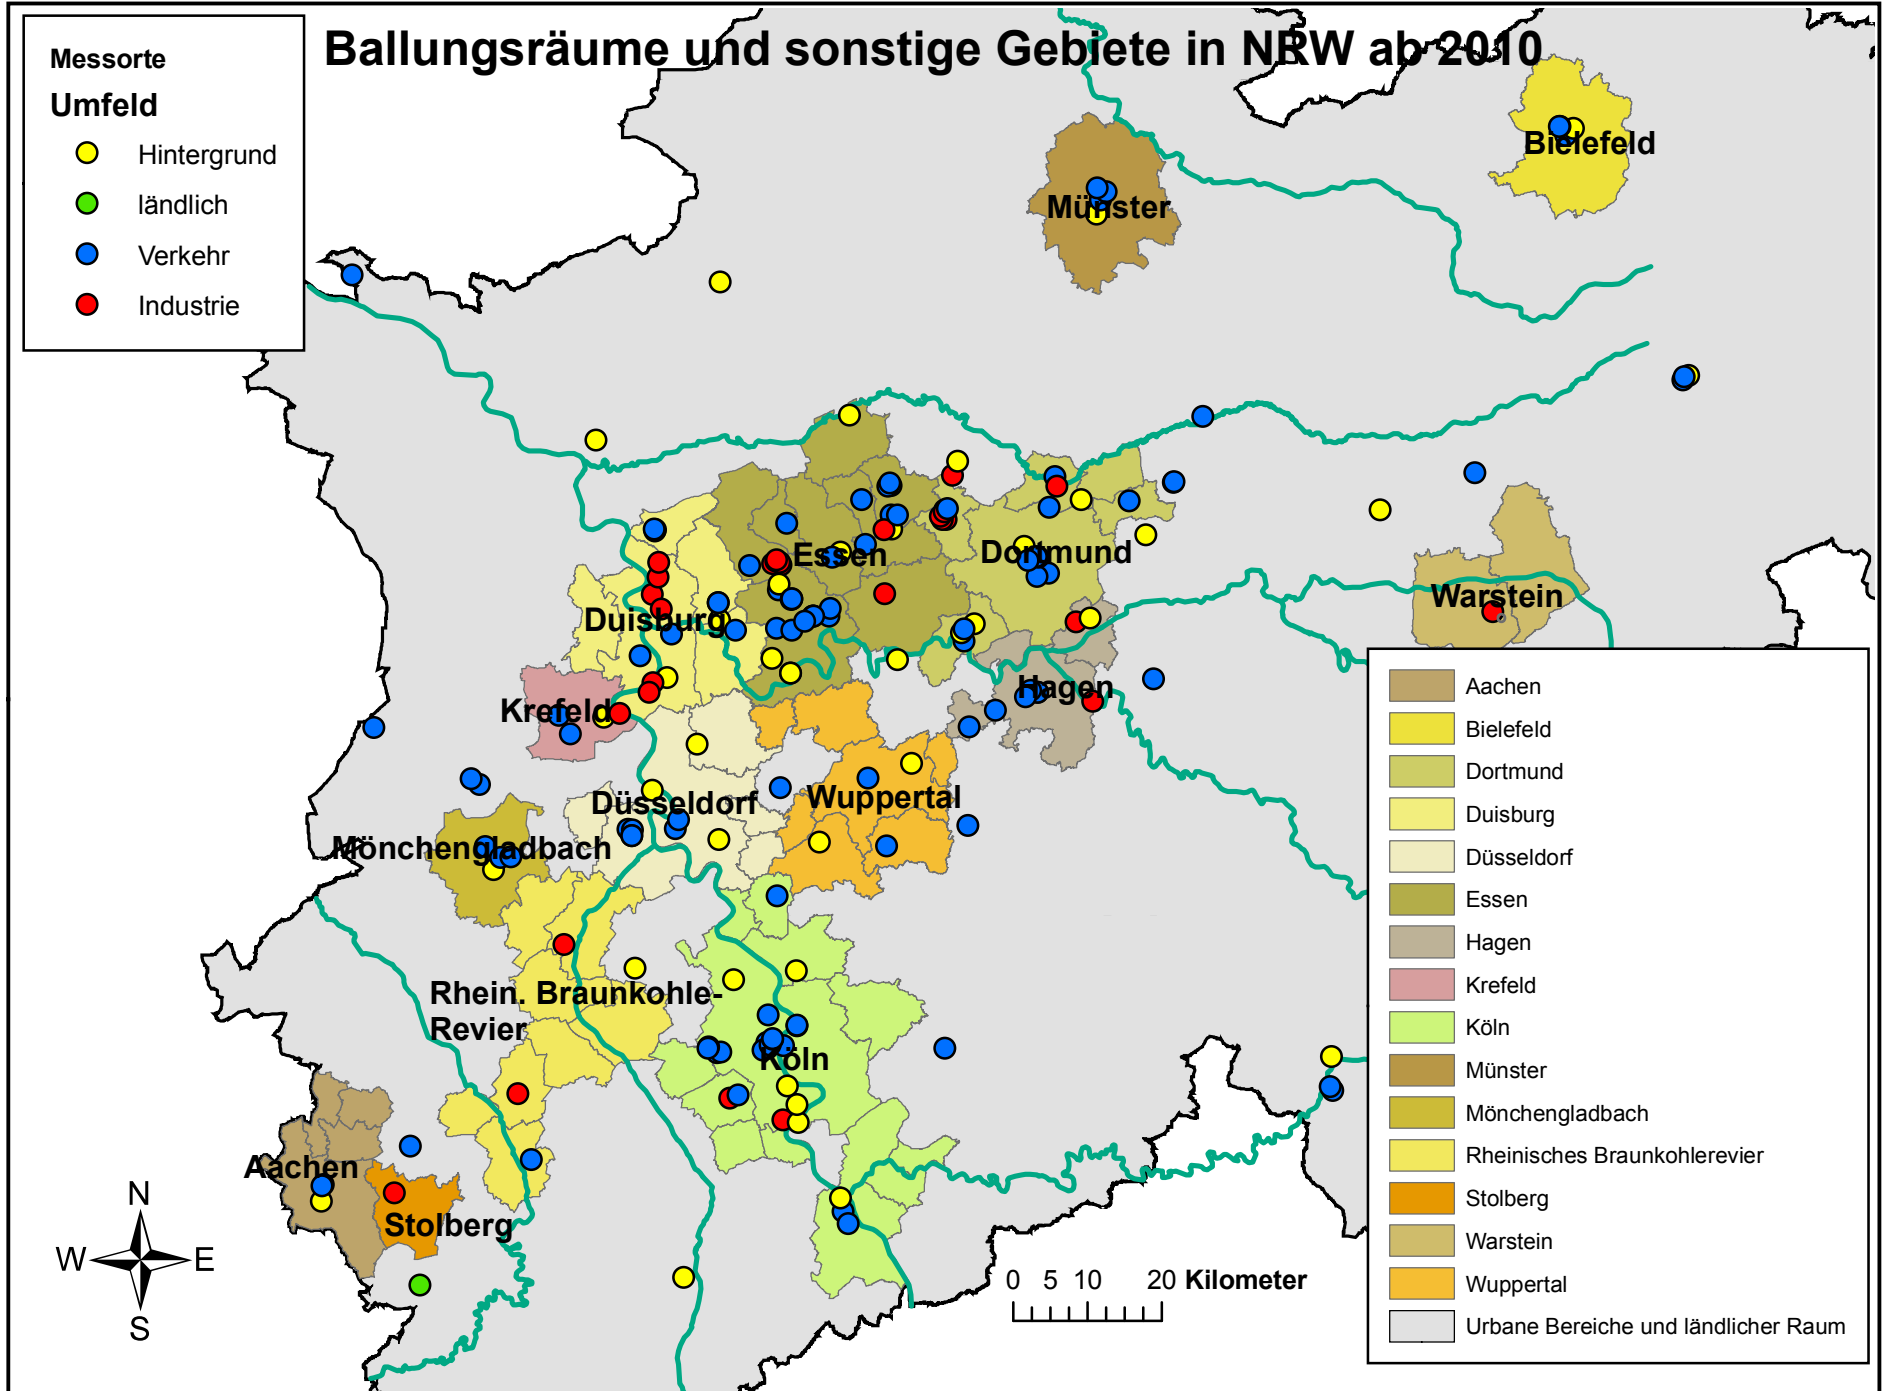 Ballungsräume und sonstige Gebiete in NRW ab 2010
Messorte
Umfeld
Hintergrund
ländlich
Verkehr
Industrie
Bielefeld
Münster
Essen
Dortmund
Warstein
Duisburg
Hagen
Krefeld
Düsseldorf
Wuppertal
Mönchengladbach
Rhein. Braunkohle-
Revier
Köln
Aachen
Stolberg
N
W E
S
0 5 10 20 Kilometer
Aachen
Bielefeld
Dortmund
Duisburg
Düsseldorf
Essen
Hagen
Krefeld
Köln
Münster
Mönchengladbach
Rheinisches Braunkohlerevier
Stolberg
Warstein
Wuppertal
Urbane Bereiche und ländlicher Raum